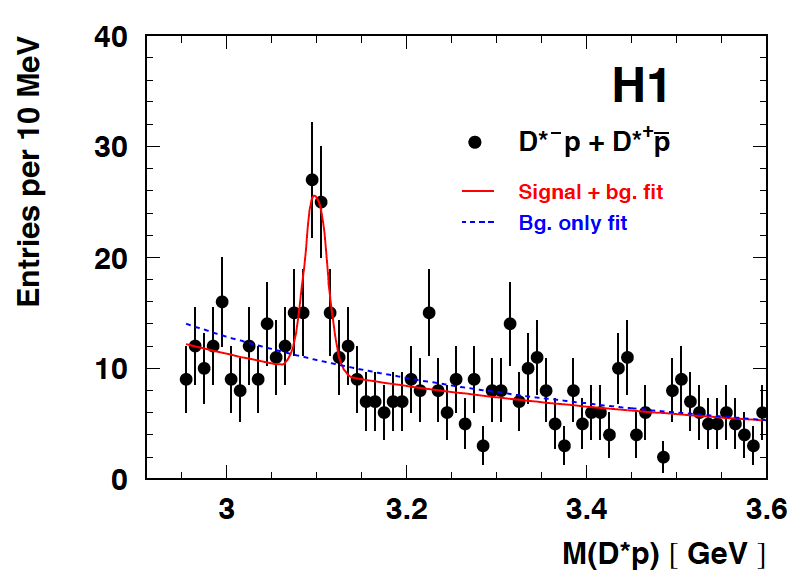 Entries per 10 MeV
40
30
20
10
0
H1
D*⁻p + D*⁺p̅
Signal + bg. fit
Bg. only fit
3
3.2
3.4
3.6
M(D*p) [ GeV ]